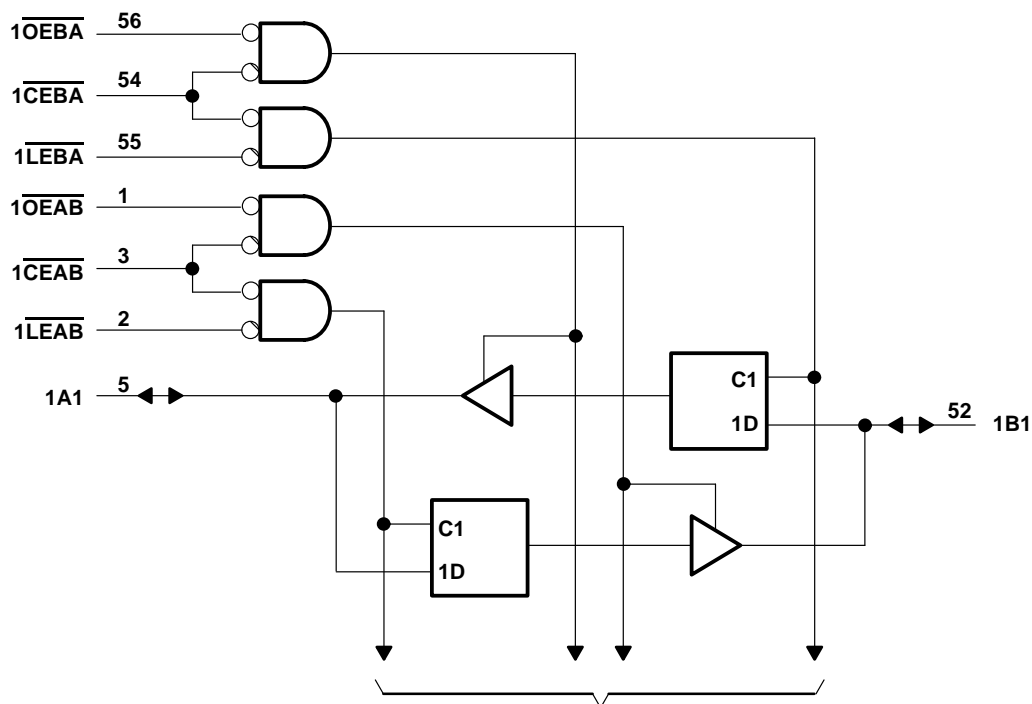 1OEBA 56
1CEBA 54
1LEBA 55
1OEAB 1
1CEAB 3
1LEAB 2
1A1 5
C1
1D
52 1B1
C1
1D